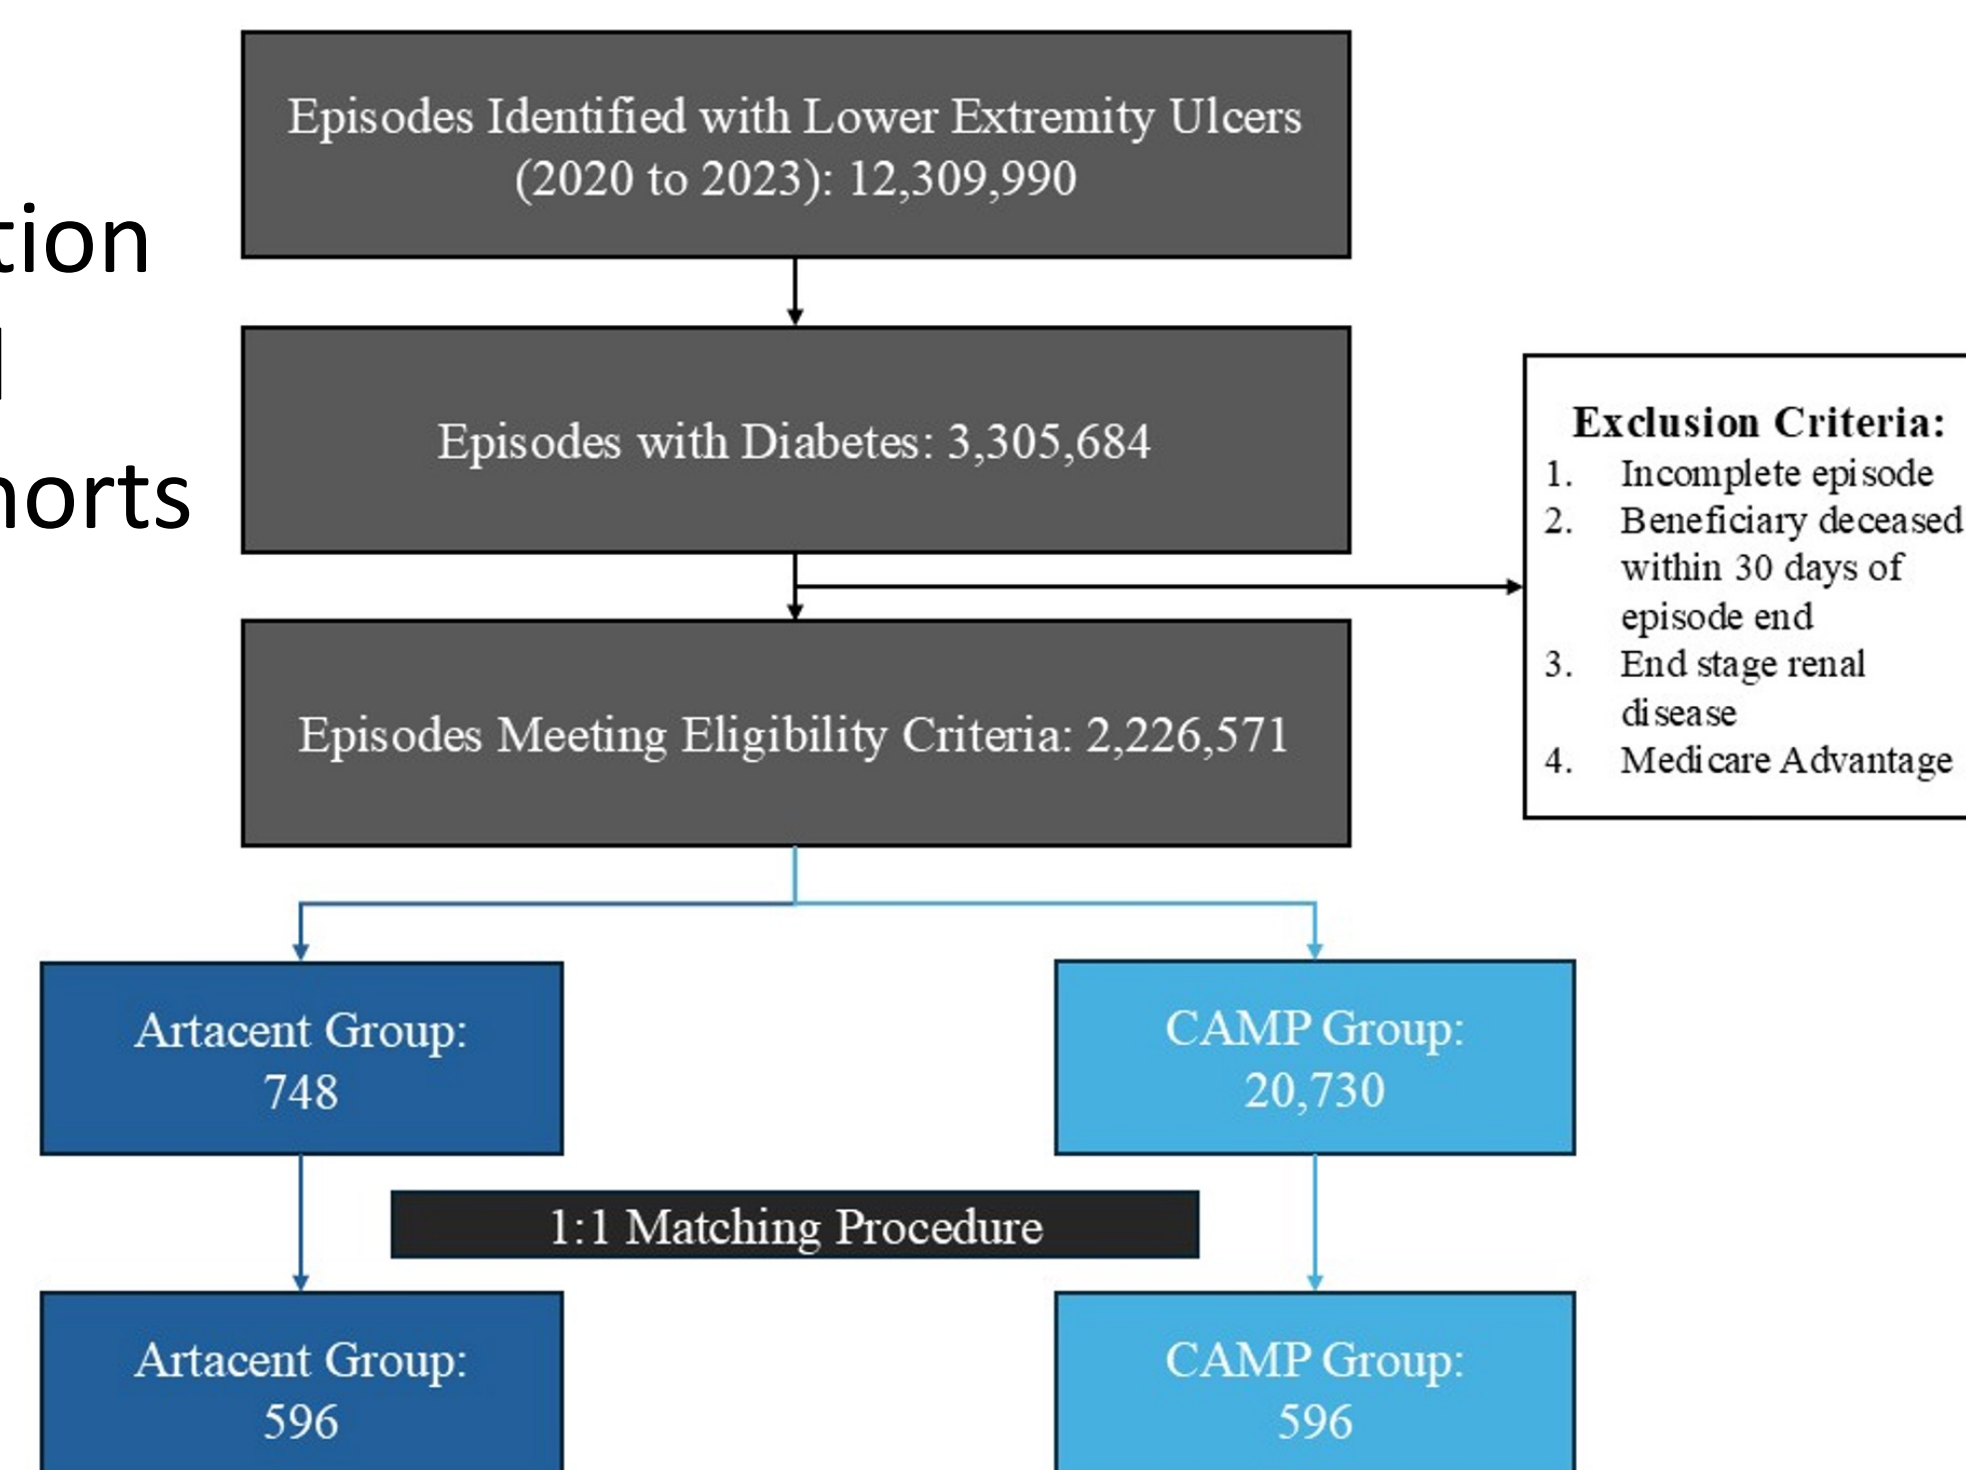 Episodes Identified with Lower Extremity Ulcers
(2020 to 2023): 12,309,990
Episodes with Diabetes: 3,305,684
Exclusion Criteria:
1. Incomplete episode
2. Beneficiary deceased
within 30 days of
episode end
3. End stage renal
disease
4. Medicare Advantage
Episodes Meeting Eligibility Criteria: 2,226,571
Artacent Group:
748
CAMP Group:
20,730
1:1 Matching Procedure
Artacent Group:
596
CAMP Group:
596